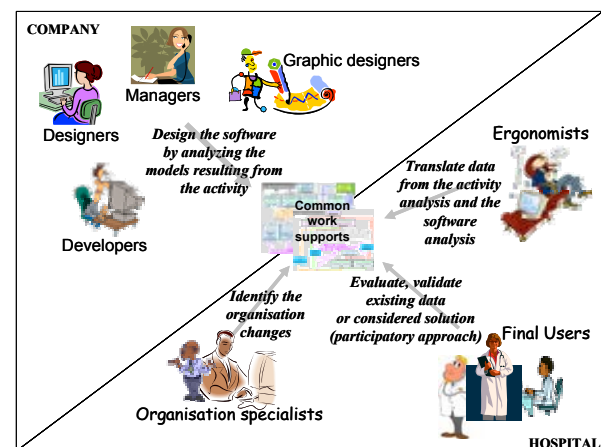 COMPANY
Managers
Graphic designers
Designers
Design the software
by analyzing the
models resulting from
the activity
Developers
Ergonomists
Translate data
from the activity
analysis and the
software
analysis
Common
work
supports
Identify the
organisation
changes
Evaluate, validate
existing data
or considered solution
(participatory approach)
Final Users
Organisation specialists
HOSPITAL